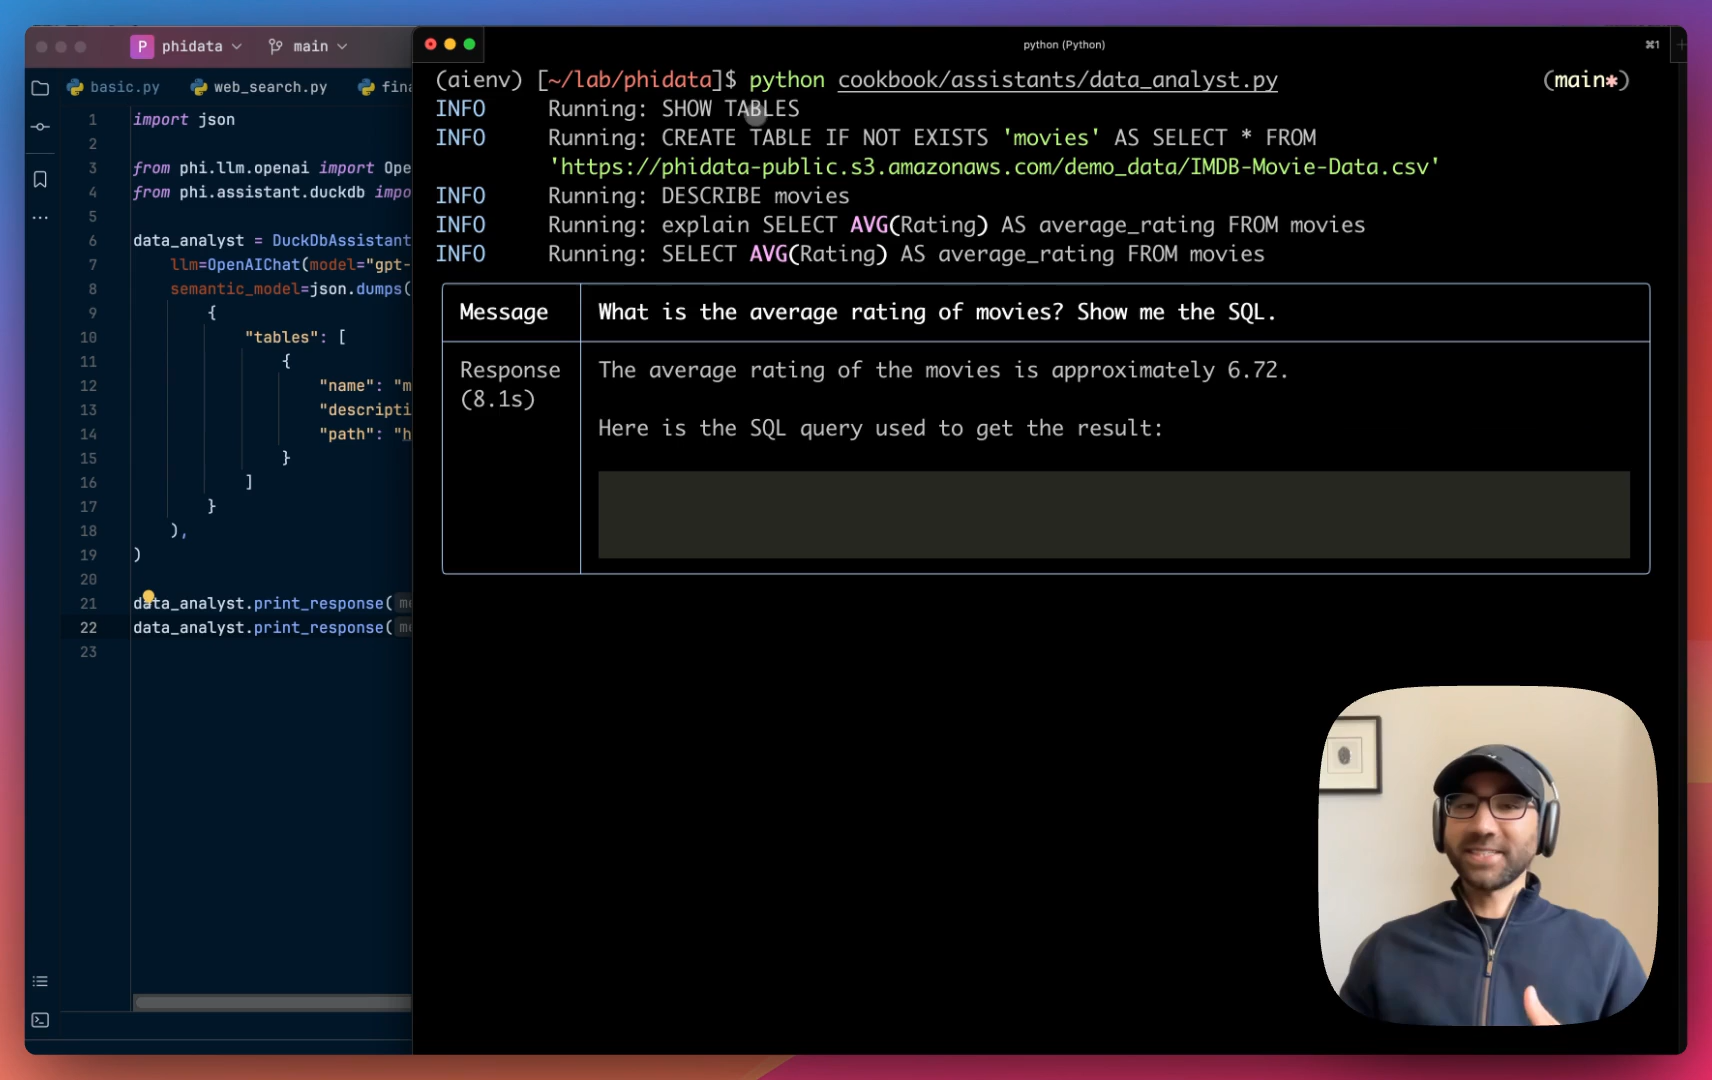 P phidata main
basic.py web_search.py fina
1 import json
2
3 from phi.llm.openai import Ope
4 from phi.assistant.duckdb impo
5
6 data_analyst = DuckDbAssistant
7 llm=OpenAIChat(model="gpt-
8 semantic_model=json.dumps(
9 {
10 "tables": [
11 {
12 "name": "m
13 "descripti
14 "path": "h
15 }
16 ]
17 }
18 ),
19 )
20
21 data_analyst.print_response(
22 data_analyst.print_response(
23
python (Python) ⌘1
(aienv) [~/lab/phidata]$ python cookbook/assistants/data_analyst.py (main*)
INFO Running: SHOW TABLES
INFO Running: CREATE TABLE IF NOT EXISTS 'movies' AS SELECT * FROM
'https://phidata-public.s3.amazonaws.com/demo_data/IMDB-Movie-Data.csv'
INFO Running: DESCRIBE movies
INFO Running: explain SELECT AVG(Rating) AS average_rating FROM movies
INFO Running: SELECT AVG(Rating) AS average_rating FROM movies
Message What is the average rating of movies? Show me the SQL.
Response The average rating of the movies is approximately 6.72.
(8.1s)
Here is the SQL query used to get the result: